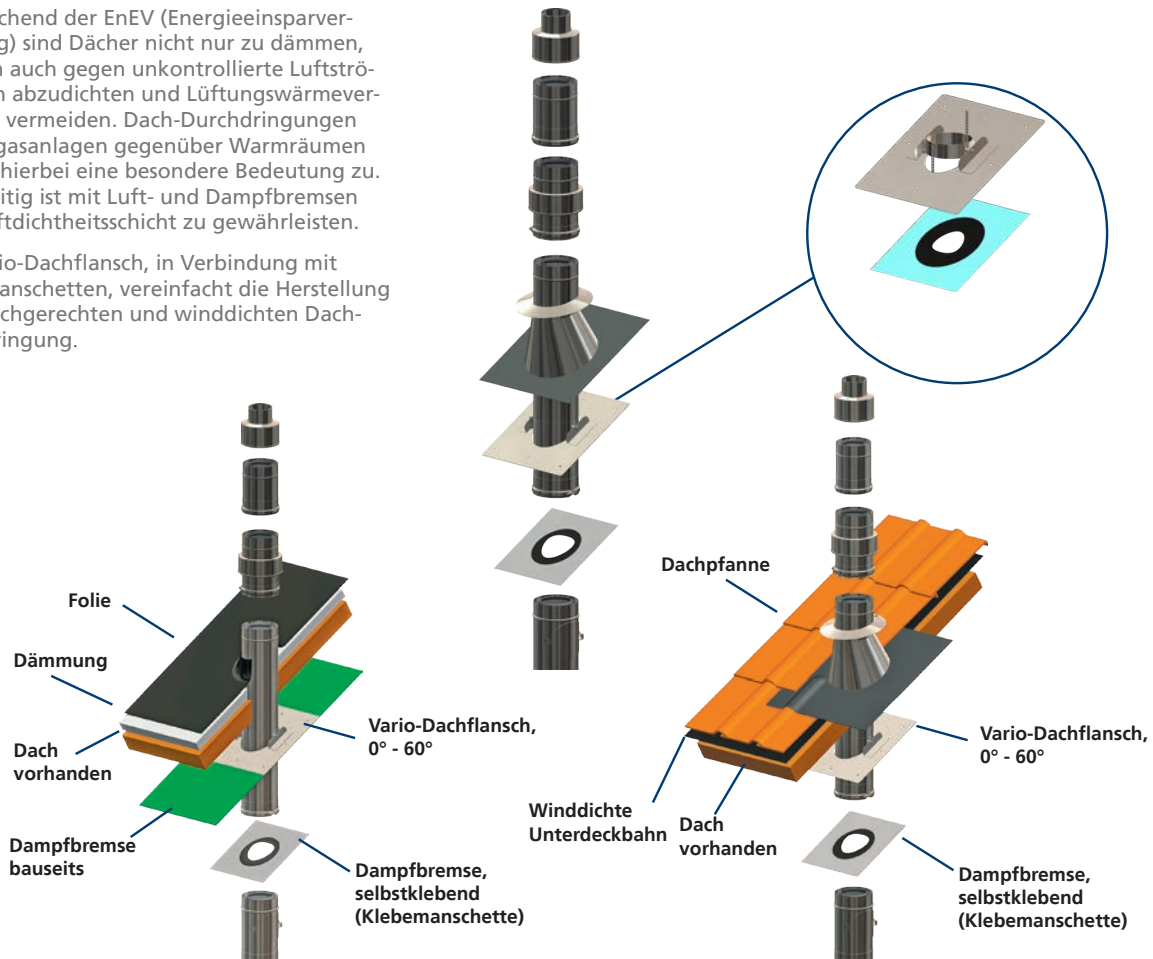 chend der EnEV (Energieeinsparver-
g) sind Dächer nicht nur zu dämmen,
n auch gegen unkontrollierte Luftströ-
n abzudichten und Lüftungswärmever-
vermeiden. Dach-Durchdringungen
gasanlagen gegenüber Warmräumen
hierbei eine besondere Bedeutung zu.
itig ist mit Luft- und Dampfbremsen
ftdichtheitsschicht zu gewährleisten.
rio-Dachflansch, in Verbindung mit
anschetten, vereinfacht die Herstellung
chgerechten und winddichten Dach-
ringung.
Folie
Dämmung
Dach
vorhanden
Dampfbremse
bauseits
Vario-Dachflansch,
0° - 60°
Dampfbremse,
selbstklebend
(Klebemanschette)
Dachpfanne
Winddichte
Unterdeckbahn
Dach
vorhanden
Vario-Dachflansch,
0° - 60°
Dampfbremse,
selbstklebend
(Klebemanschette)